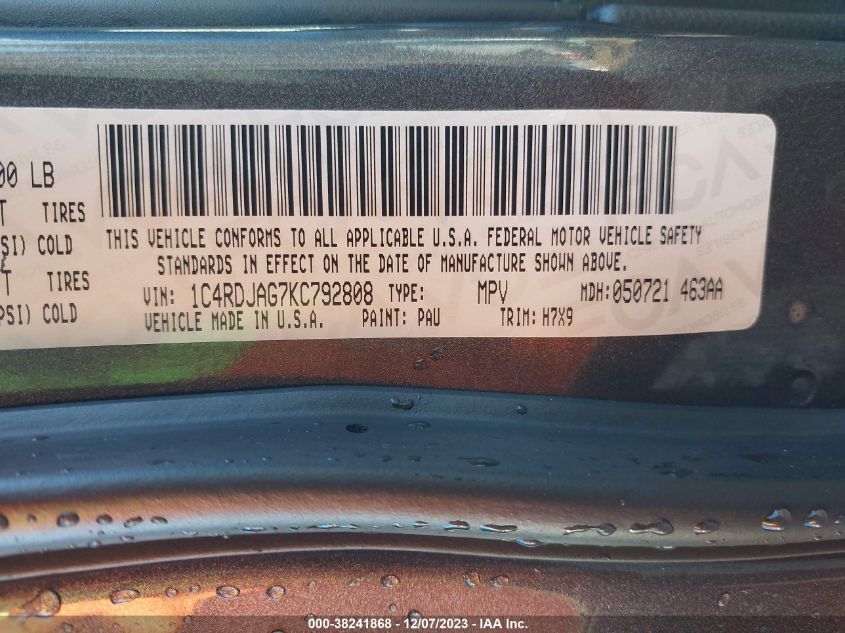 00 LB
T TIRES
SI) COLD
T TIRES
PSI) COLD
THIS VEHICLE CONFORMS TO ALL APPLICABLE U.S.A. FEDERAL MOTOR VEHICLE SAFETY
STANDARDS IN EFFECT ON THE DATE OF MANUFACTURE SHOWN ABOVE.
VIN: 1C4RDJAG7KC792808 TYPE: MPV MDH:050721 463AA
VEHICLE MADE IN U.S.A. PAINT: PAU TRIM: H7X9
000-38241868 - 12/07/2023 - IAA Inc.